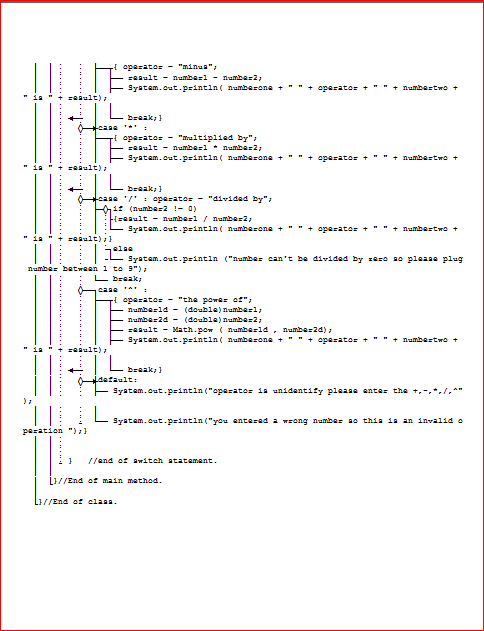 { operator = "minus";
result = number1 - number2;
System.out.println( numberone + " " + operator + " " + numbertwo +
" is " + result);
break;}
case '*' :
{ operator = "multiplied by";
result = number1 * number2;
System.out.println( numberone + " " + operator + " " + numbertwo +
" is " + result);
break;}
case '/' : operator = "divided by";
if (number2 != 0)
{result = number1 / number2;
System.out.println( numberone + " " + operator + " " + numbertwo +
" is " + result);}
else
System.out.println ("number can't be divided by zero so please plug
number between 1 to 9");
break;
case '^' :
{ operator = "the power of";
number1d = (double)number1;
number2d = (double)number2;
result = Math.pow ( number1d , number2d);
System.out.println( numberone + " " + operator + " " + numbertwo +
" is " + result);
break;}
default:
System.out.println("operator is unidentify please enter the +,-,*,/,^"
);
System.out.println("you entered a wrong number so this is an invalid o
peration ");}
} //end of switch statement.
}//End of main method.
}//End of class.